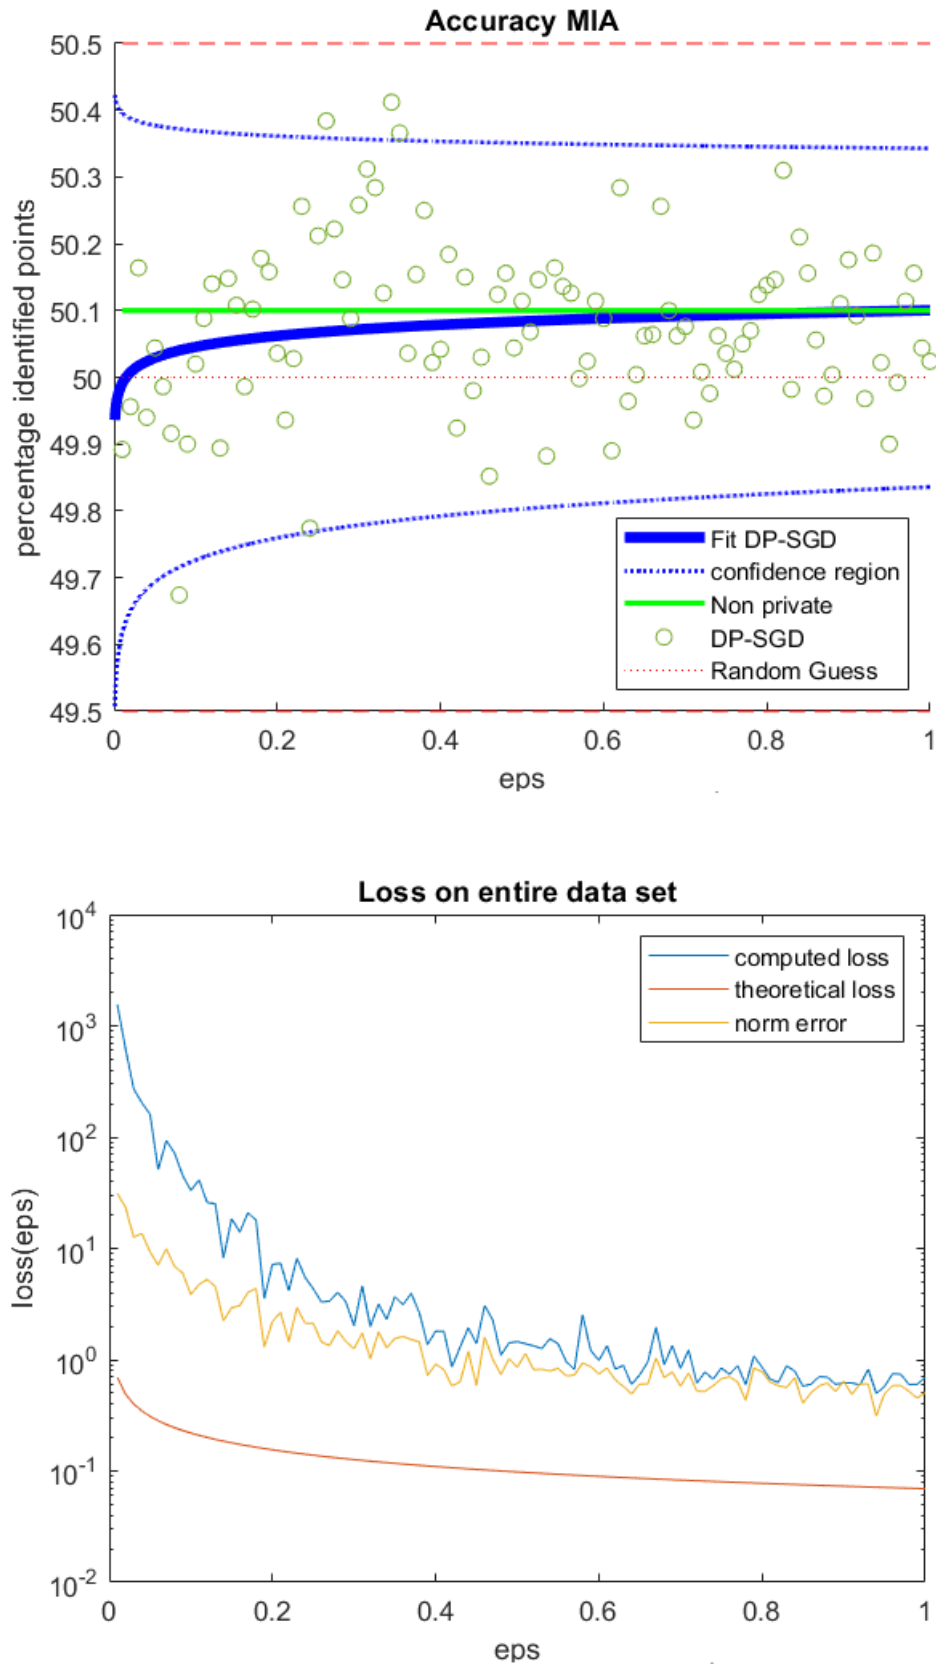 Accuracy MIA
50.5
50.4
50.3
50.2
50.1
50
49.9
49.8
49.7
49.6
49.5
percentage identified points
Fit DP-SGD
confidence region
Non private
DP-SGD
Random Guess
0 0.2 0.4 0.6 0.8 1
eps
Loss on entire data set
10^4
10^3
10^2
10^1
10^0
10^-1
10^-2
loss(eps)
computed loss
theoretical loss
norm error
0 0.2 0.4 0.6 0.8 1
eps